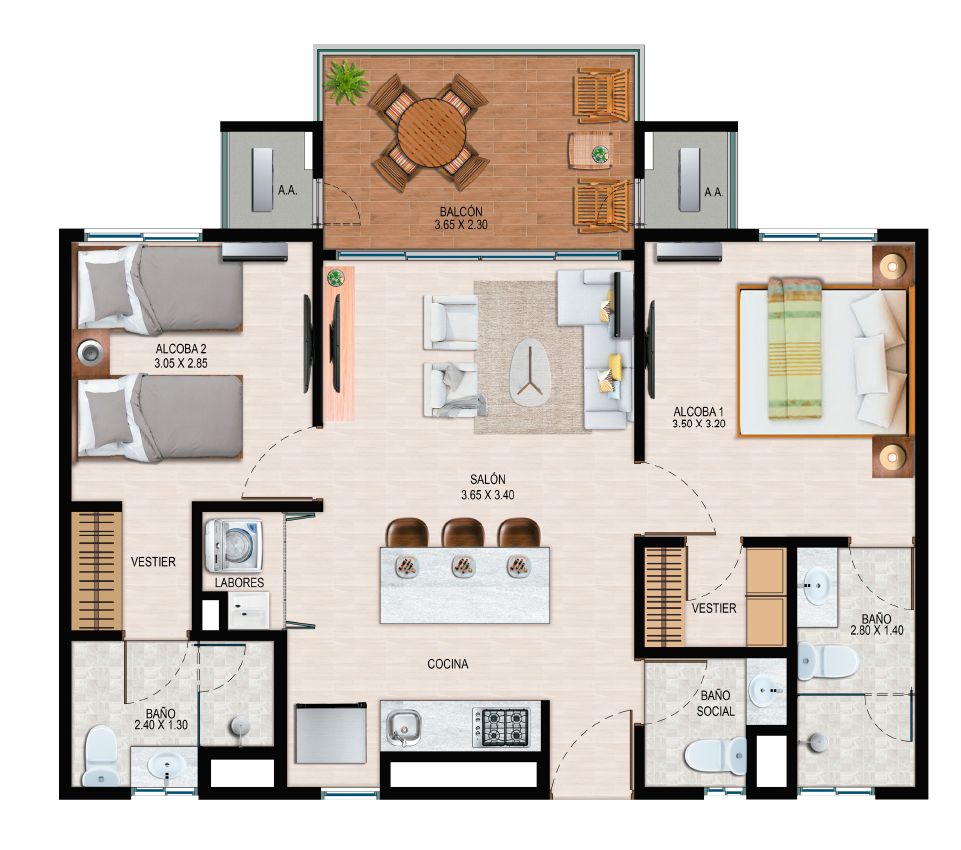 A.A.
A.A.
BALCÓN
3.65 X 2.30
ALCOBA 2
3.05 X 2.85
ALCOBA 1
3.50 X 3.20
SALÓN
3.65 X 3.40
VESTIER
LABORES
VESTIER
BAÑO
2.80 X 1.40
COCINA
BAÑO
2.40 X 1.30
BAÑO
SOCIAL